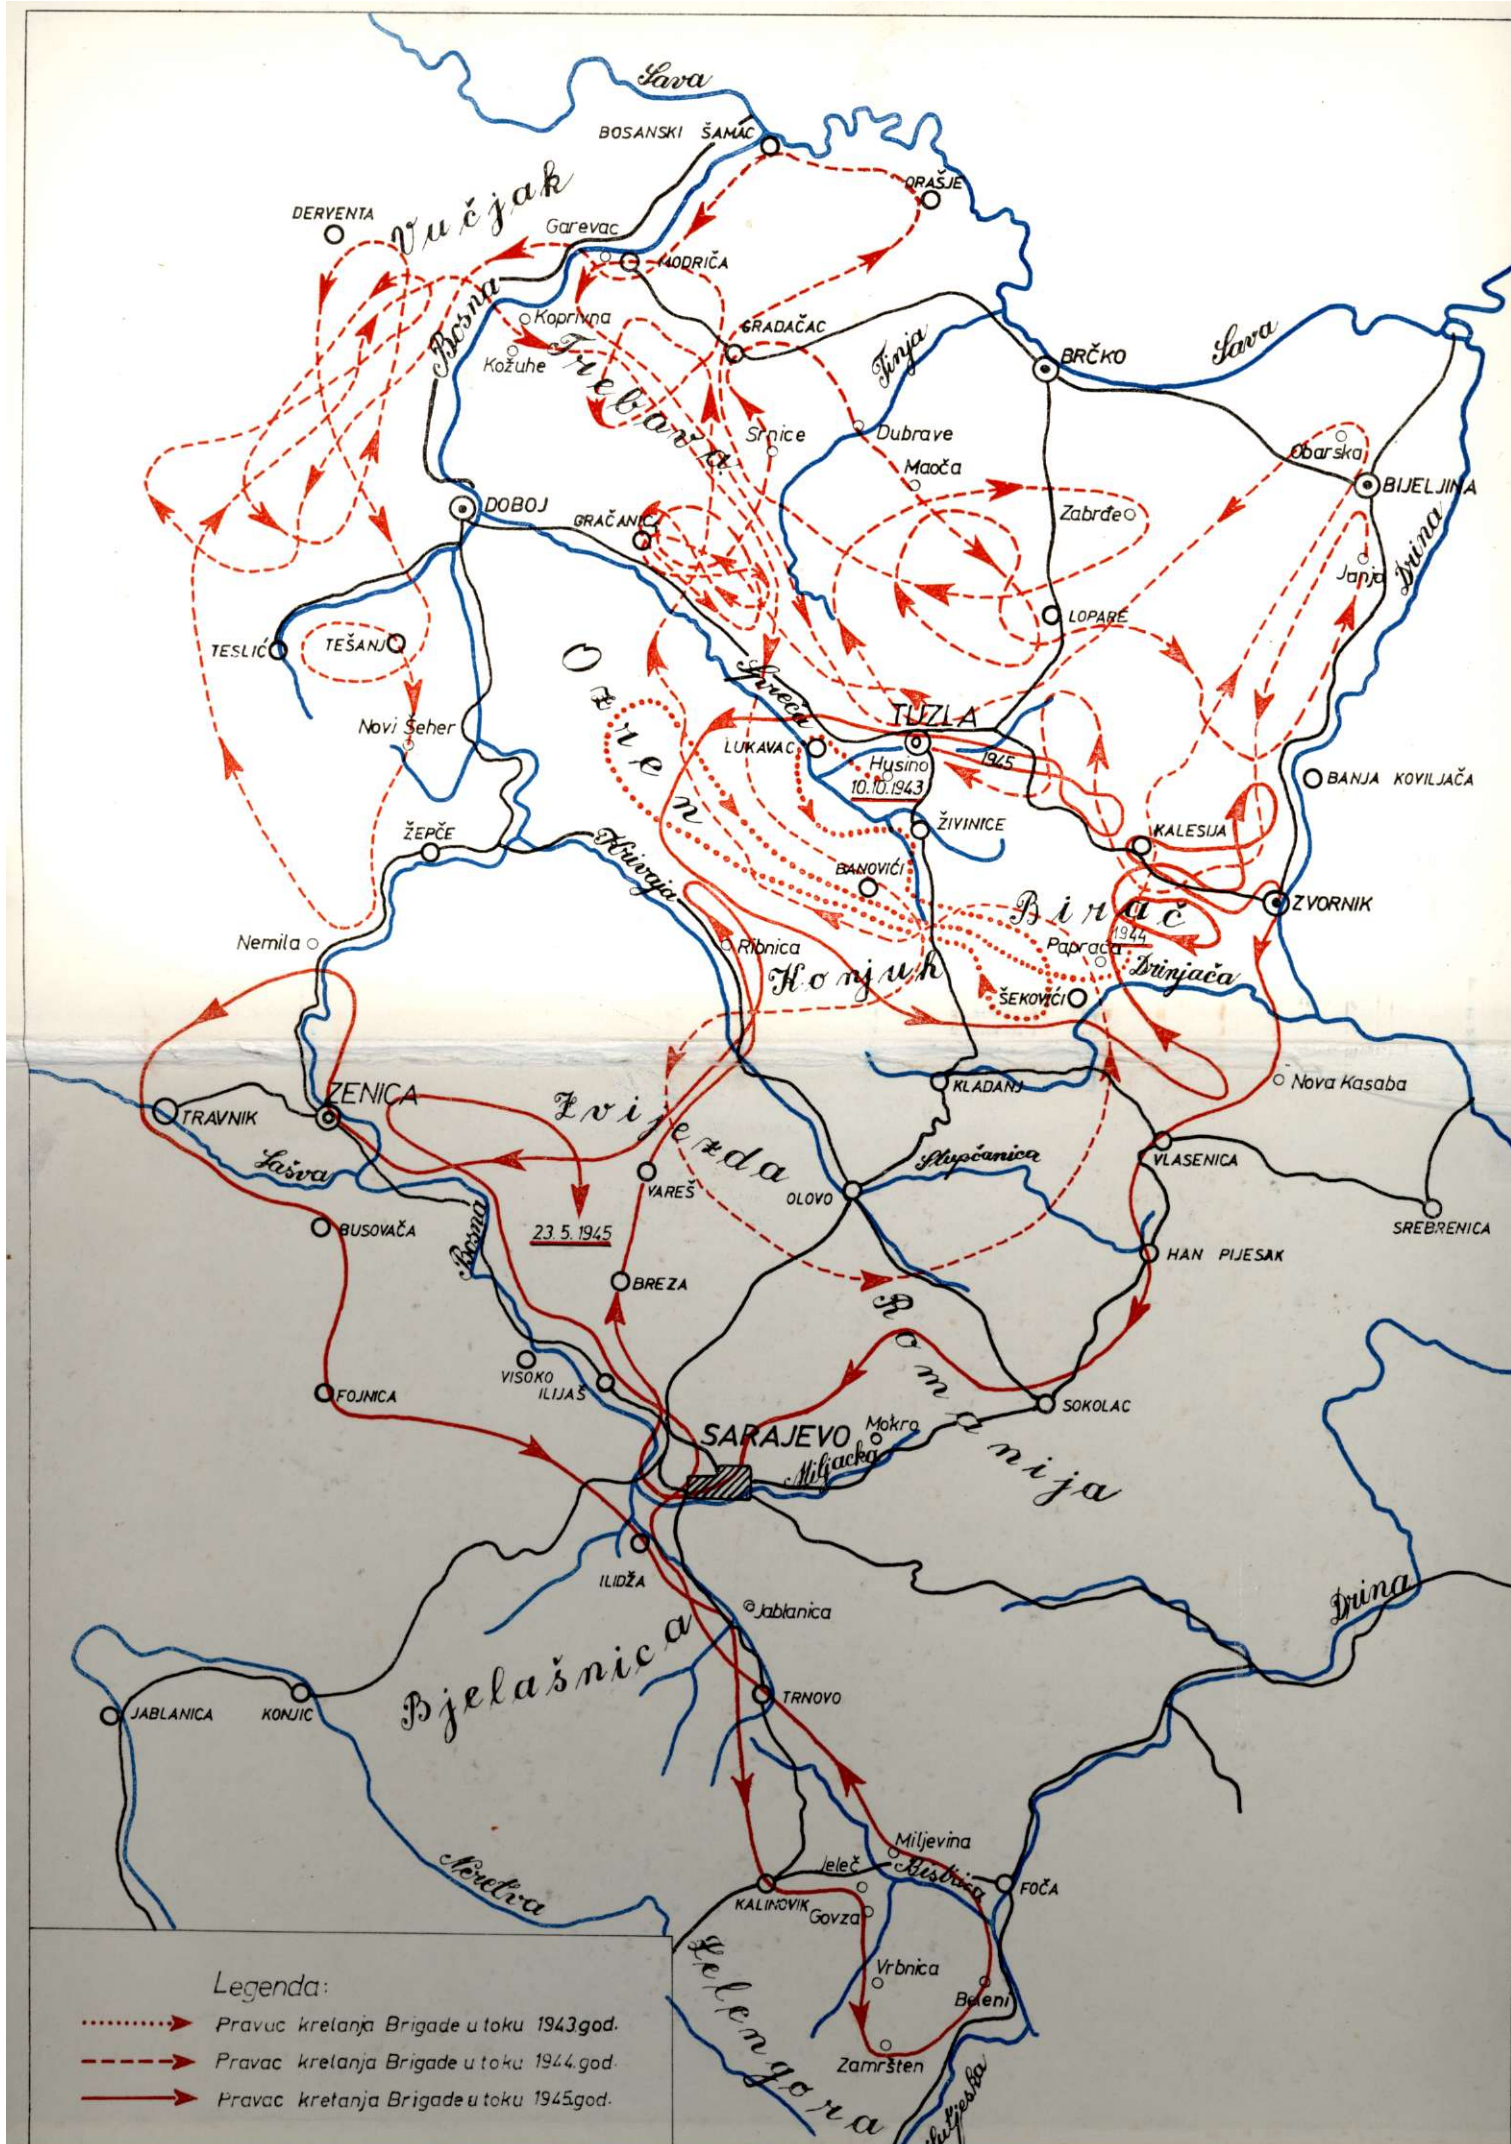 Sava
BOSANSKI ŠAMAC
ORAŠJE
DERVENTA
Vučjak
Garevac
MODRIČA
Bosna
Koprivna
Kožuhe
Trebava
GRADAČAC
Tinja
BRČKO
Sava
Srnice
Dubrave
Maoča
Obarska
BIJELJINA
DOBOJ
GRAČANICA
Zabrđe
Janja
Drina
TESLIĆ
TEŠANJ
LOPARE
Ozren
Spreča
Novi Šeher
TUZLA
LUKAVAC
Husino
10.10.1943
1945
BANJA KOVILJAČA
ŽEPČE
Krivaja
ŽIVINICE
KALESIJA
BANOVIĆI
Birač
ZVORNIK
1944
Nemila
Ribnica
Konjuh
Papraća
Drinjača
ŠEKOVIĆI
ZENICA
TRAVNIK
Zvijezda
KLADANJ
Nova Kasaba
Lašva
VAREŠ
OLOVO
Stupčanica
VLASENICA
BUSOVAČA
Bosna
23.5.1945
SREBRENICA
HAN PIJESAK
BREZA
Romanija
VISOKO
ILIJAŠ
FOJNICA
SOKOLAC
SARAJEVO
Mokro
Miljacka
ILIDŽA
Jablanica
Drina
Bjelašnica
TRNOVO
JABLANICA
KONJIC
Miljevina
Jeleč
Bistrica
FOČA
Neretva
KALINOVIK
Govza
Zelengora
Vrbnica
Beleni
Zamršten
Sutjeska
Legenda:
Pravac kretanja Brigade u toku 1943.god.
Pravac kretanja Brigade u toku 1944.god.
Pravac kretanja Brigade u toku 1945.god.